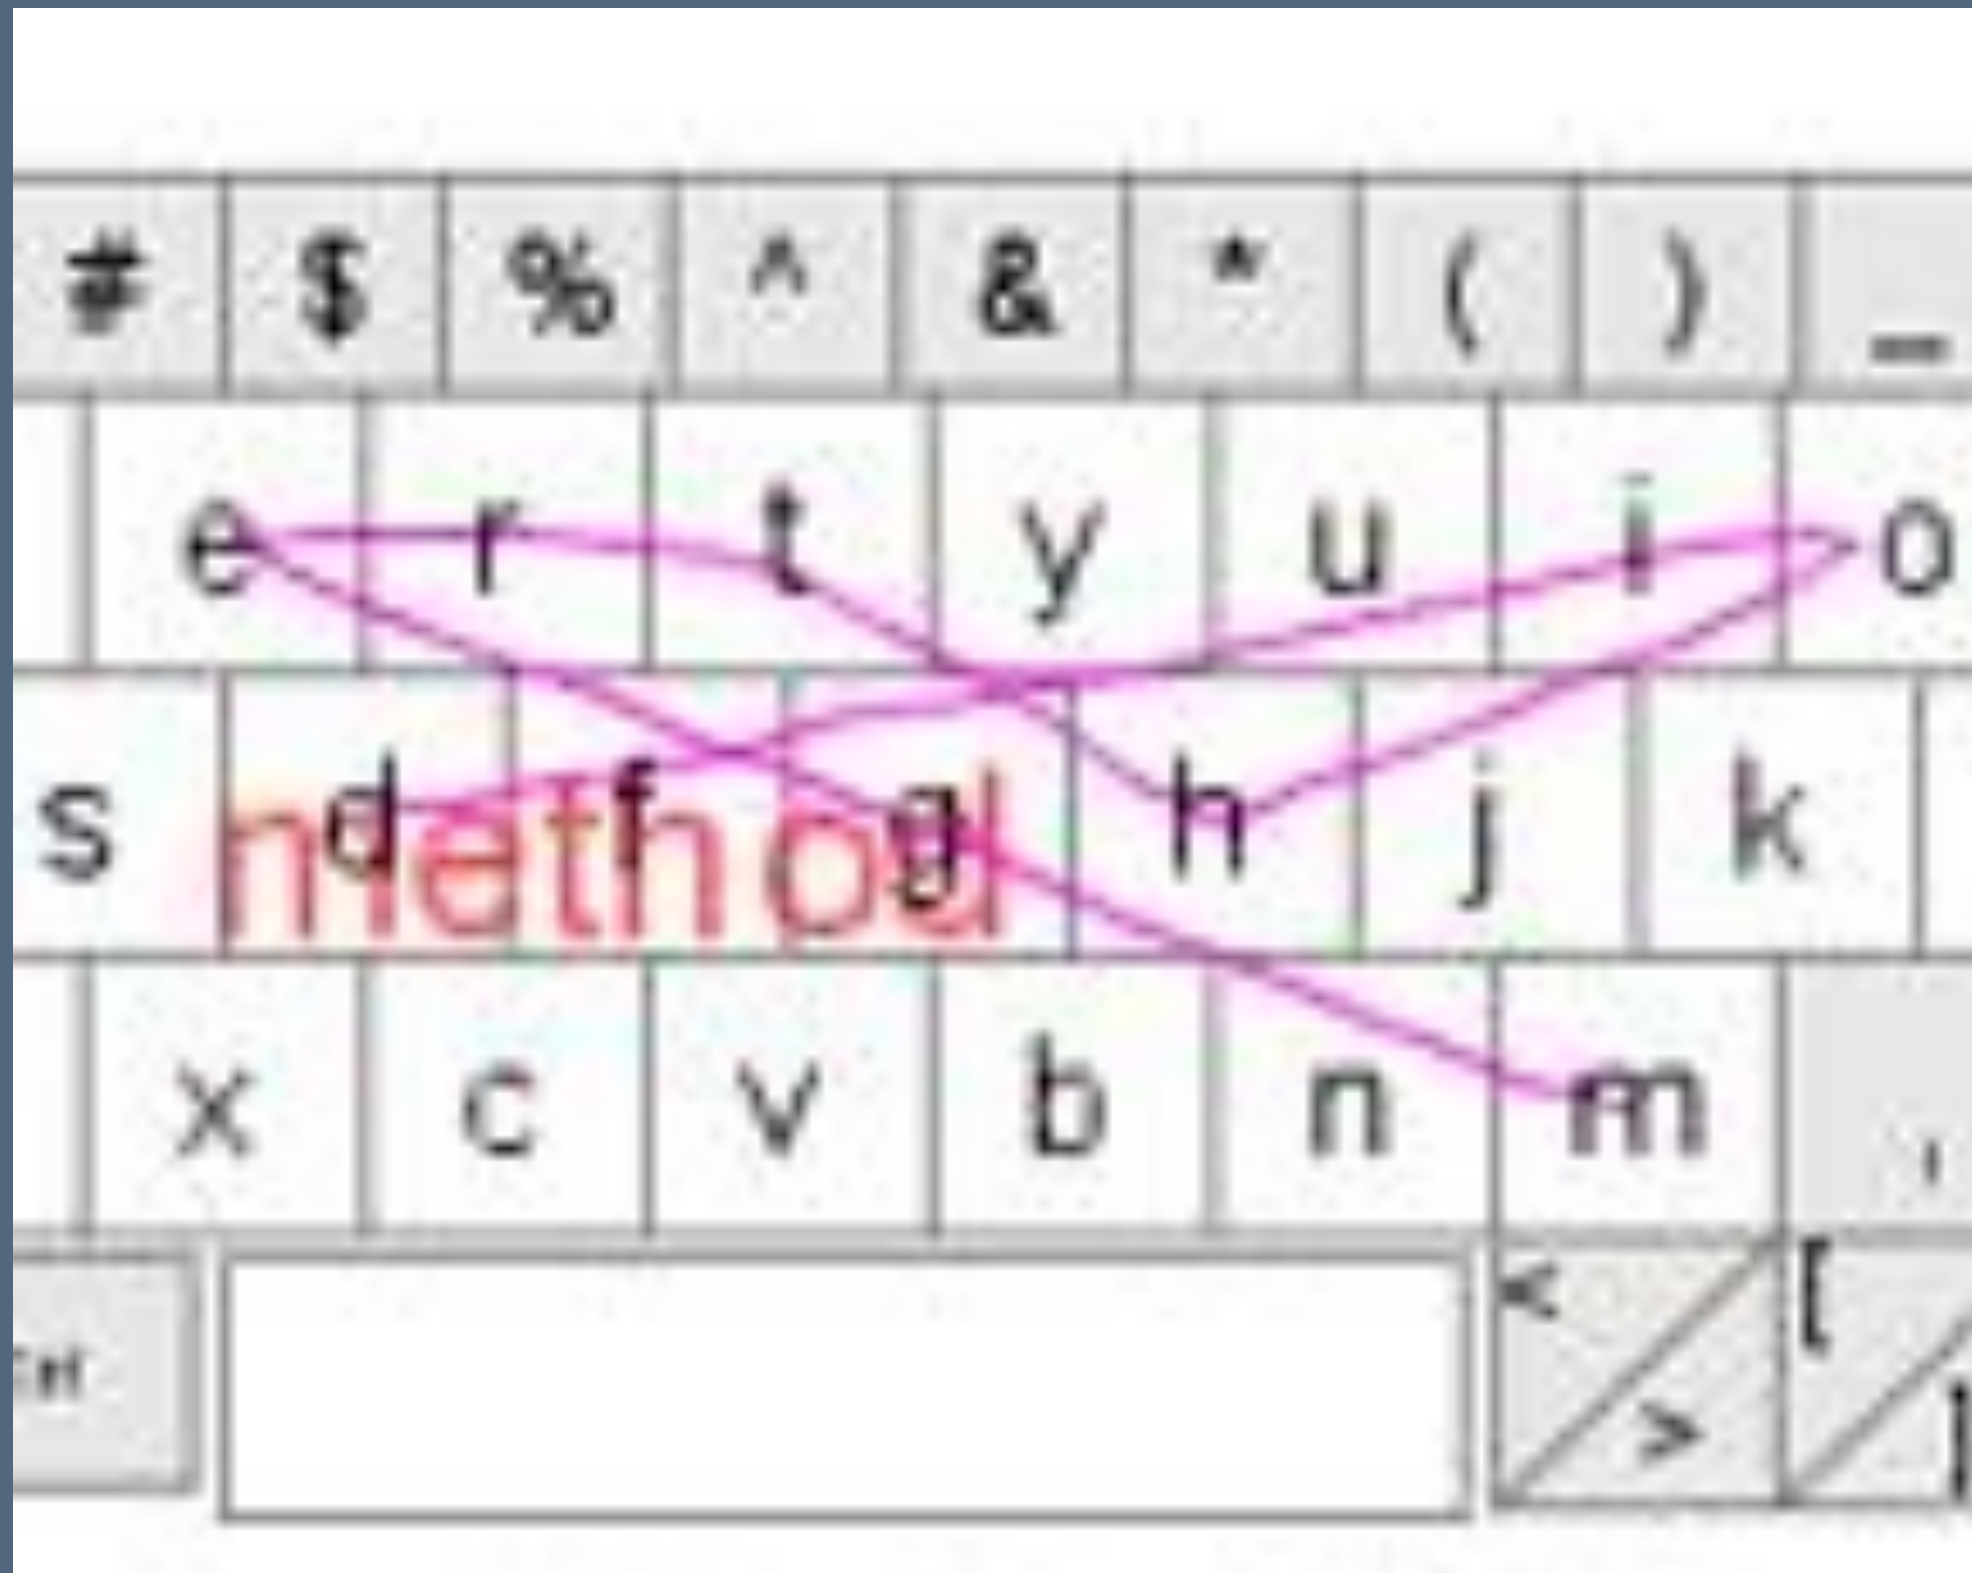 # $ % ^ & * ( ) _
e r t y u i o
s d f g h j k
method
x c v b n m ,
< > [